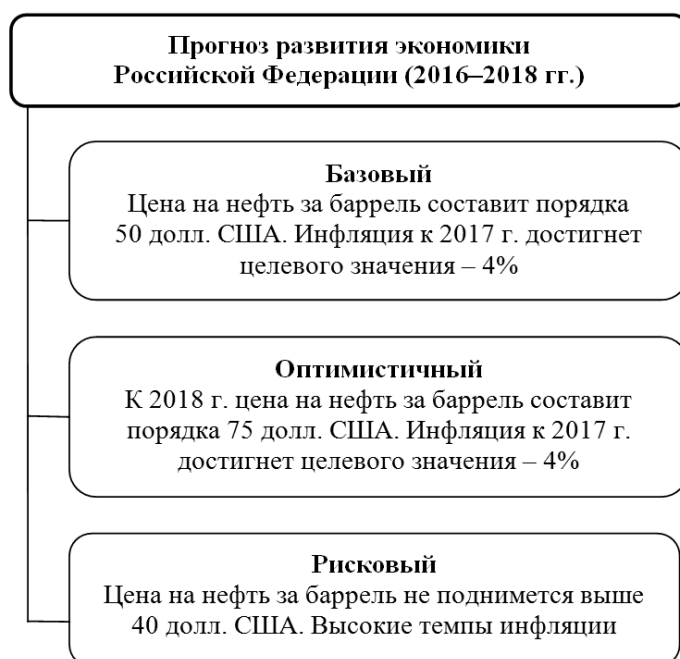 Прогноз развития экономики
Российской Федерации (2016–2018 гг.)
Базовый
Цена на нефть за баррель составит порядка
50 долл. США. Инфляция к 2017 г. достигнет
целевого значения – 4%
Оптимистичный
К 2018 г. цена на нефть за баррель составит
порядка 75 долл. США. Инфляция к 2017 г.
достигнет целевого значения – 4%
Рисковый
Цена на нефть за баррель не поднимется выше
40 долл. США. Высокие темпы инфляции